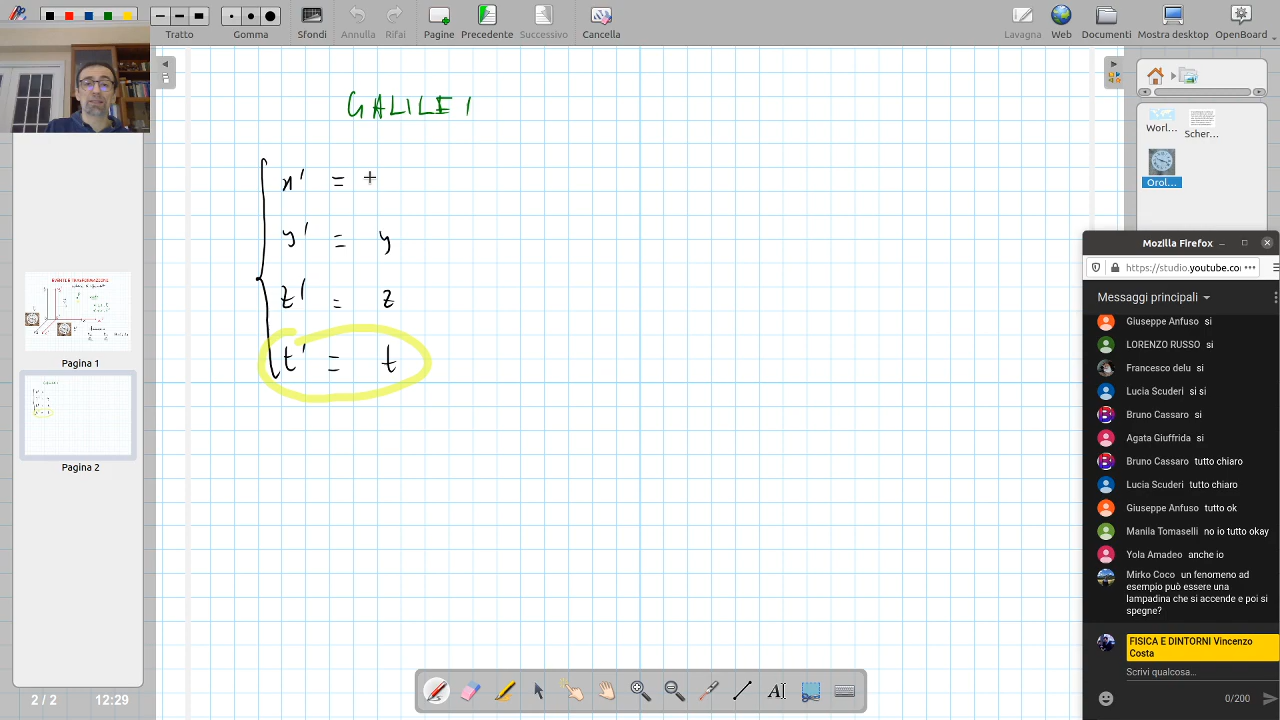 Tratto
Gomma
Sfondi
Annulla
Rifai
Pagine
Precedente
Successivo
Cancella
Lavagna
Web
Documenti
Mostra desktop
OpenBoard
GALILEI
x' = +
y' = y
z' = z
t' = t
Pagina 1
Pagina 2
2 / 2
12:29
Worl...
Scher...
Orol...
Mozilla Firefox
https://studio.youtube.co
Messaggi principali
Giuseppe Anfuso si
LORENZO RUSSO si
Francesco delu si
Lucia Scuderi si si
Bruno Cassaro si
Agata Giuffrida si
Bruno Cassaro tutto chiaro
Lucia Scuderi tutto chiaro
Giuseppe Anfuso tutto ok
Manila Tomaselli no io tutto okay
Yola Amadeo anche io
Mirko Coco un fenomeno ad
esempio può essere una
lampadina che si accende e poi si
spegne?
FISICA E DINTORNI Vincenzo
Costa
Scrivi qualcosa...
0/200